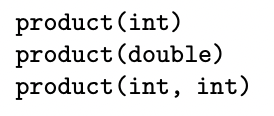 product(int)
product(double)
product(int, int)